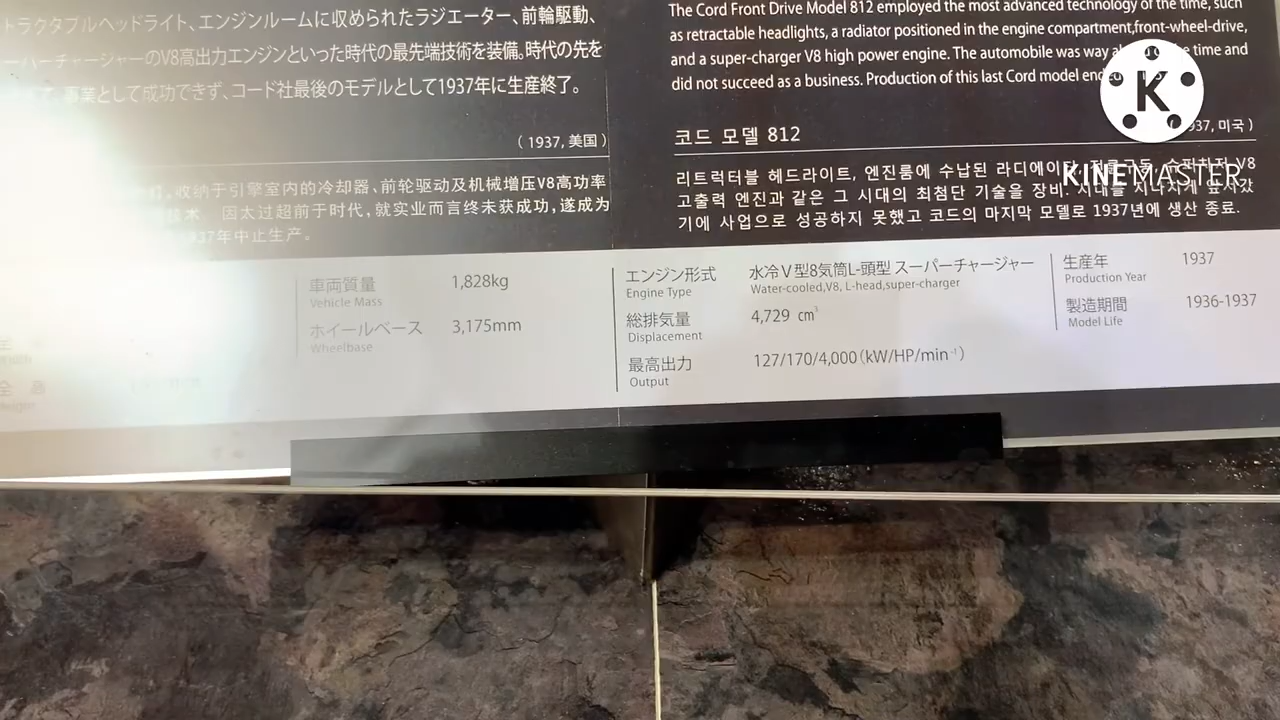 トラクタブルヘッドライト、エンジンルームに収められたラジエーター、前輪駆動、
ーパーチャージャーのV8高出力エンジンといった時代の最先端技術を装備。時代の先を
事業として成功できず、コード社最後のモデルとして1937年に生産終了。
(1937, 美国)
收纳于引擎室内的冷却器、前轮驱动及机械增压V8高功率
技术。因太过超前于时代，就实业而言终未获成功，遂成为
937年中止生产。
The Cord Front Drive Model 812 employed the most advanced technology of the time, such
as retractable headlights, a radiator positioned in the engine compartment,front-wheel-drive,
and a super-charger V8 high power engine. The automobile was way time and
did not succeed as a business. Production of this last Cord model
코드 모델 812
937, 미국)
리트럭터블 헤드라이트, 엔진룸에 수납된 라디에이터, V8
고출력 엔진과 같은 그 시대의 최첨단 기술을 장비. 시대를 지나치게 앞서갔
기에 사업으로 성공하지 못했고 코드의 마지막 모델로 1937년에 생산 종료.
K
KINEMASTER
全高
車両質量 1,828kg
Vehicle Mass
ホイールベース 3,175mm
Wheelbase
エンジン形式 水冷V型8気筒L-頭型 スーパーチャージャー
Engine Type Water-cooled,V8, L-head,super-charger
総排気量 4,729 cm³
Displacement
最高出力 127/170/4,000(kW/HP/min⁻¹)
Output
生産年 1937
Production Year
製造期間 1936-1937
Model Life